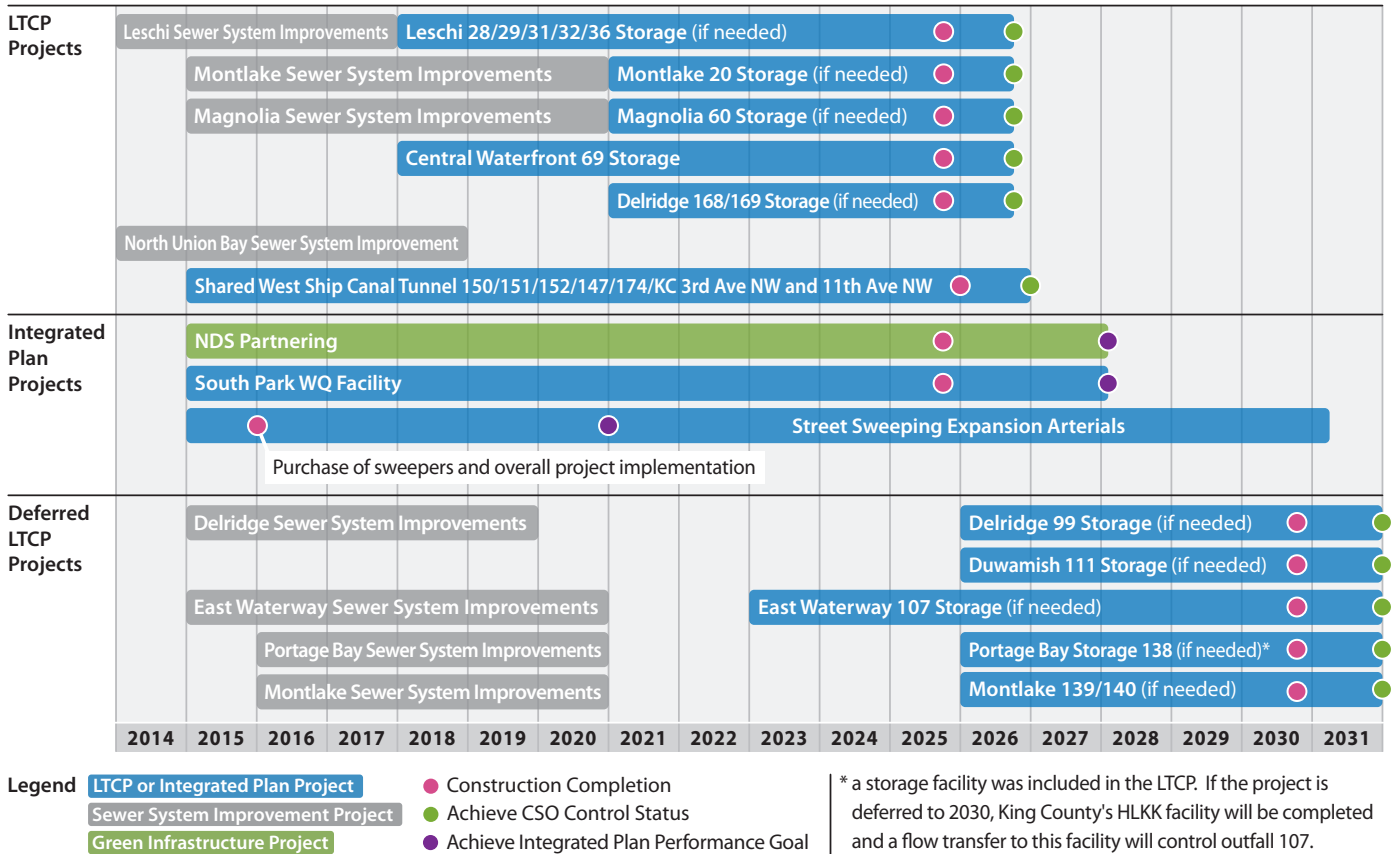 LTCP
Projects
Leschi Sewer System Improvements
Leschi 28/29/31/32/36 Storage (if needed)
Montlake Sewer System Improvements
Montlake 20 Storage (if needed)
Magnolia Sewer System Improvements
Magnolia 60 Storage (if needed)
Central Waterfront 69 Storage
Delridge 168/169 Storage (if needed)
North Union Bay Sewer System Improvement
Shared West Ship Canal Tunnel 150/151/152/147/174/KC 3rd Ave NW and 11th Ave NW
Integrated
Plan
Projects
NDS Partnering
South Park WQ Facility
Street Sweeping Expansion Arterials
Purchase of sweepers and overall project implementation
Deferred
LTCP
Projects
Delridge Sewer System Improvements
Delridge 99 Storage (if needed)
Duwamish 111 Storage (if needed)
East Waterway Sewer System Improvements
East Waterway 107 Storage (if needed)
Portage Bay Sewer System Improvements
Portage Bay Storage 138 (if needed)*
Montlake Sewer System Improvements
Montlake 139/140 (if needed)
2014 2015 2016 2017 2018 2019 2020 2021 2022 2023 2024 2025 2026 2027 2028 2029 2030 2031
Legend
LTCP or Integrated Plan Project
Sewer System Improvement Project
Green Infrastructure Project
Construction Completion
Achieve CSO Control Status
Achieve Integrated Plan Performance Goal
* a storage facility was included in the LTCP. If the project is
deferred to 2030, King County's HLKK facility will be completed
and a flow transfer to this facility will control outfall 107.